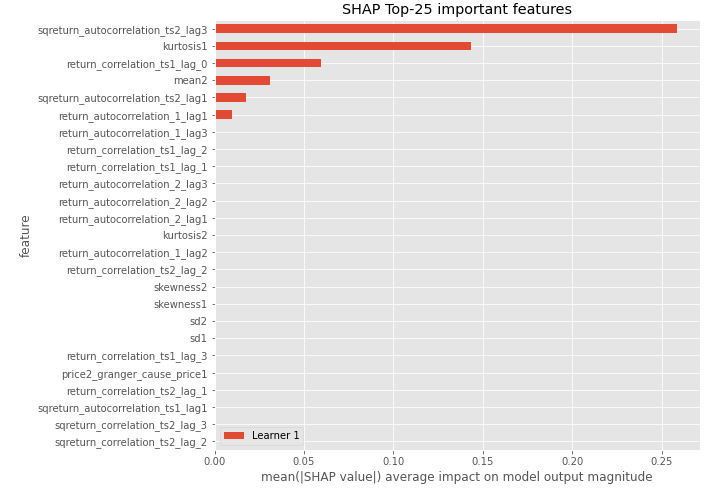 SHAP Top-25 important features
sqreturn_autocorrelation_ts2_lag3
kurtosis1
return_correlation_ts1_lag_0
mean2
sqreturn_autocorrelation_ts2_lag1
return_autocorrelation_1_lag1
return_autocorrelation_1_lag3
return_correlation_ts1_lag_2
return_correlation_ts1_lag_1
return_autocorrelation_2_lag3
return_autocorrelation_2_lag2
return_autocorrelation_2_lag1
kurtosis2
return_autocorrelation_1_lag2
return_correlation_ts2_lag_2
skewness2
skewness1
sd2
sd1
return_correlation_ts1_lag_3
price2_granger_cause_price1
return_correlation_ts2_lag_1
sqreturn_autocorrelation_ts1_lag1
sqreturn_correlation_ts2_lag_3
sqreturn_correlation_ts2_lag_2
feature
Learner 1
0.00 0.05 0.10 0.15 0.20 0.25
mean(|SHAP value|) average impact on model output magnitude